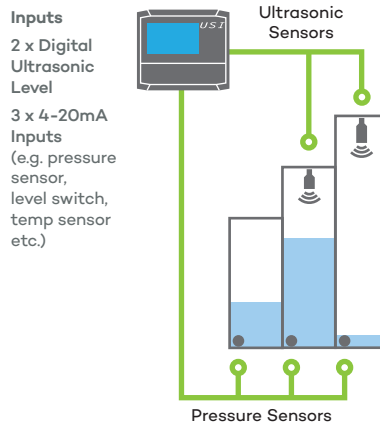 Inputs
2 x Digital
Ultrasonic
Level
3 x 4-20mA
Inputs
(e.g. pressure
sensor,
level switch,
temp sensor
etc.)
USI
Ultrasonic
Sensors
Pressure Sensors